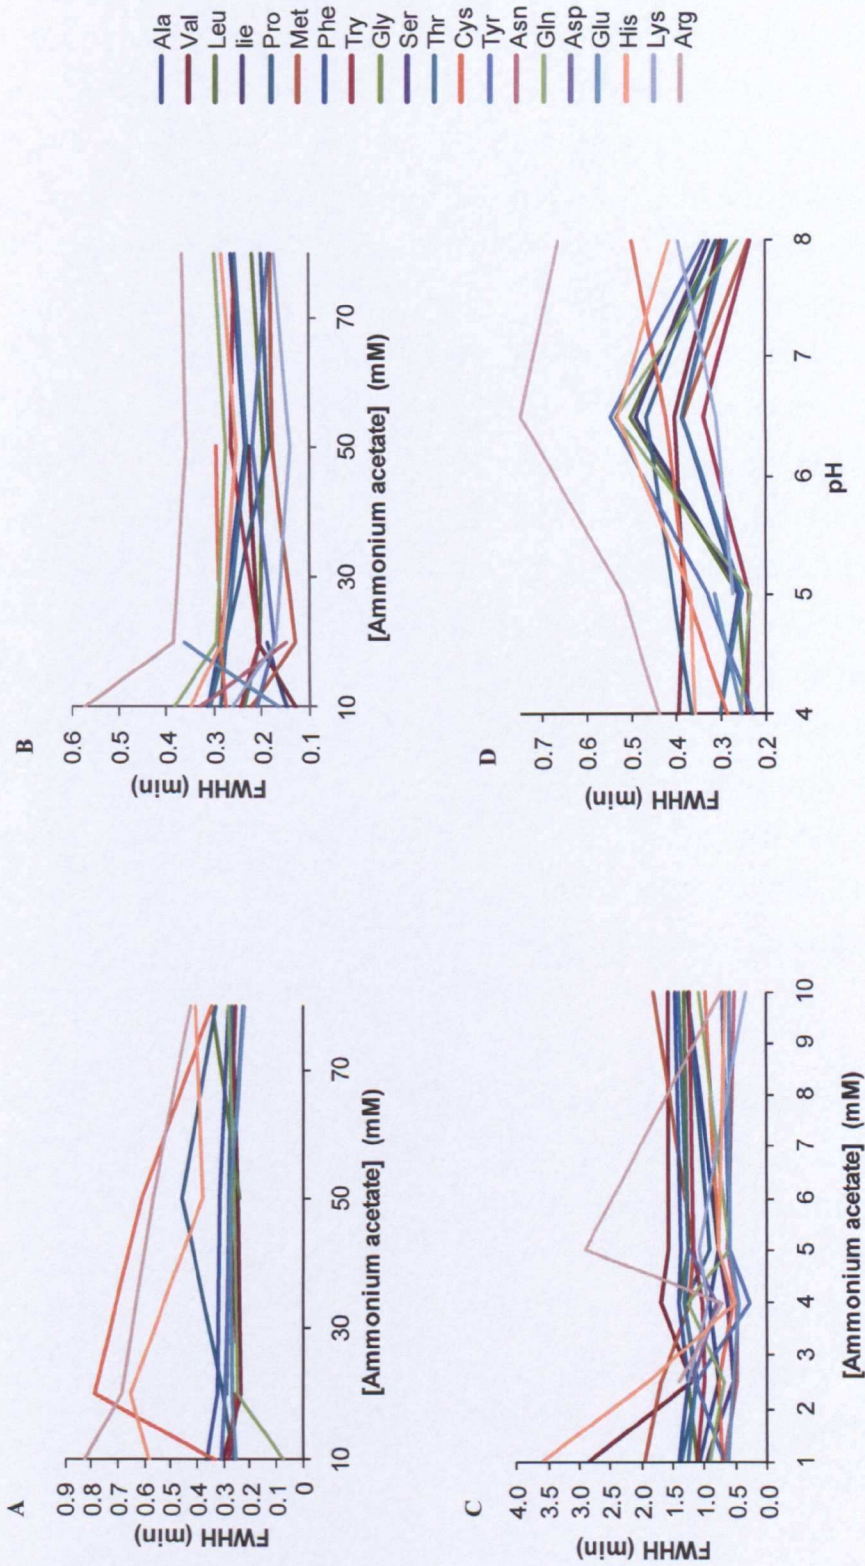 A
FWHH (min)
0.9
0.8
0.7
0.6
0.5
0.4
0.3
0.2
0.1
0
10
30
50
70
[Ammonium acetate] (mM)
B
FWHH (min)
0.6
0.5
0.4
0.3
0.2
0.1
10
30
50
70
[Ammonium acetate] (mM)
C
FWHH (min)
4.0
3.5
3.0
2.5
2.0
1.5
1.0
0.5
0.0
1
2
3
4
5
6
7
8
9
10
[Ammonium acetate] (mM)
D
FWHH (min)
0.7
0.6
0.5
0.4
0.3
0.2
4
5
6
7
8
pH
Ala
Val
Leu
Iie
Pro
Met
Phe
Try
Gly
Ser
Thr
Cys
Tyr
Asn
Gln
Asp
Glu
His
Lys
Arg